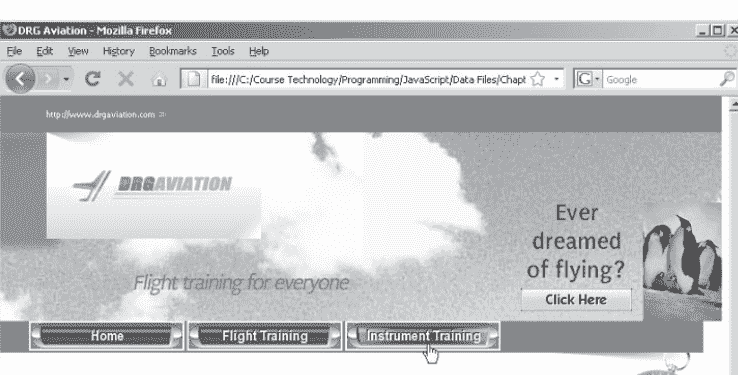 DRG Aviation - Mozilla Firefox
File Edit View History Bookmarks Tools Help
file:///C:/Course Technology/Programming/JavaScript/Data Files/Chapt
G Google
http://www.drgaviation.com
DRGAVIATION
Ever
dreamed
of flying?
Flight training for everyone
Click Here
Home Flight Training Instrument Training